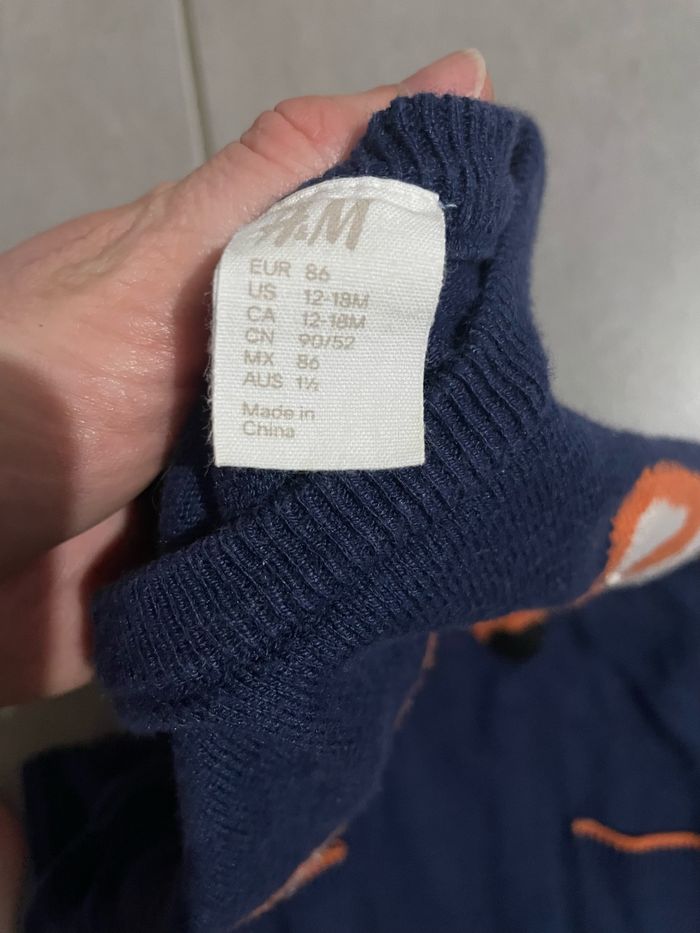 H&M
EUR 86
US 12-18M
CA 12-18M
CN 90/52
MX 86
AUS 1½
Made in
China